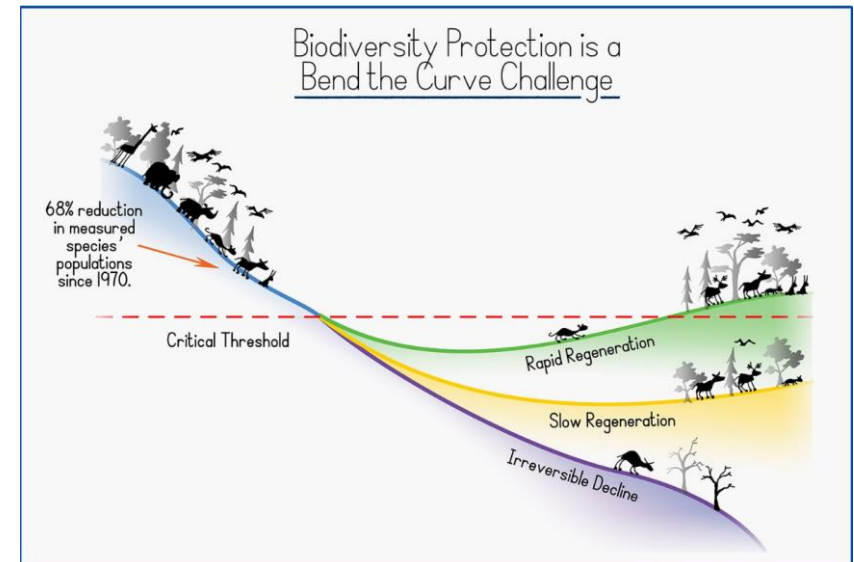 Biodiversity Protection is a
Bend the Curve Challenge
68% reduction
in measured
species'
populations
since 1970.
Critical Threshold
Rapid Regeneration
Slow Regeneration
Irreversible Decline